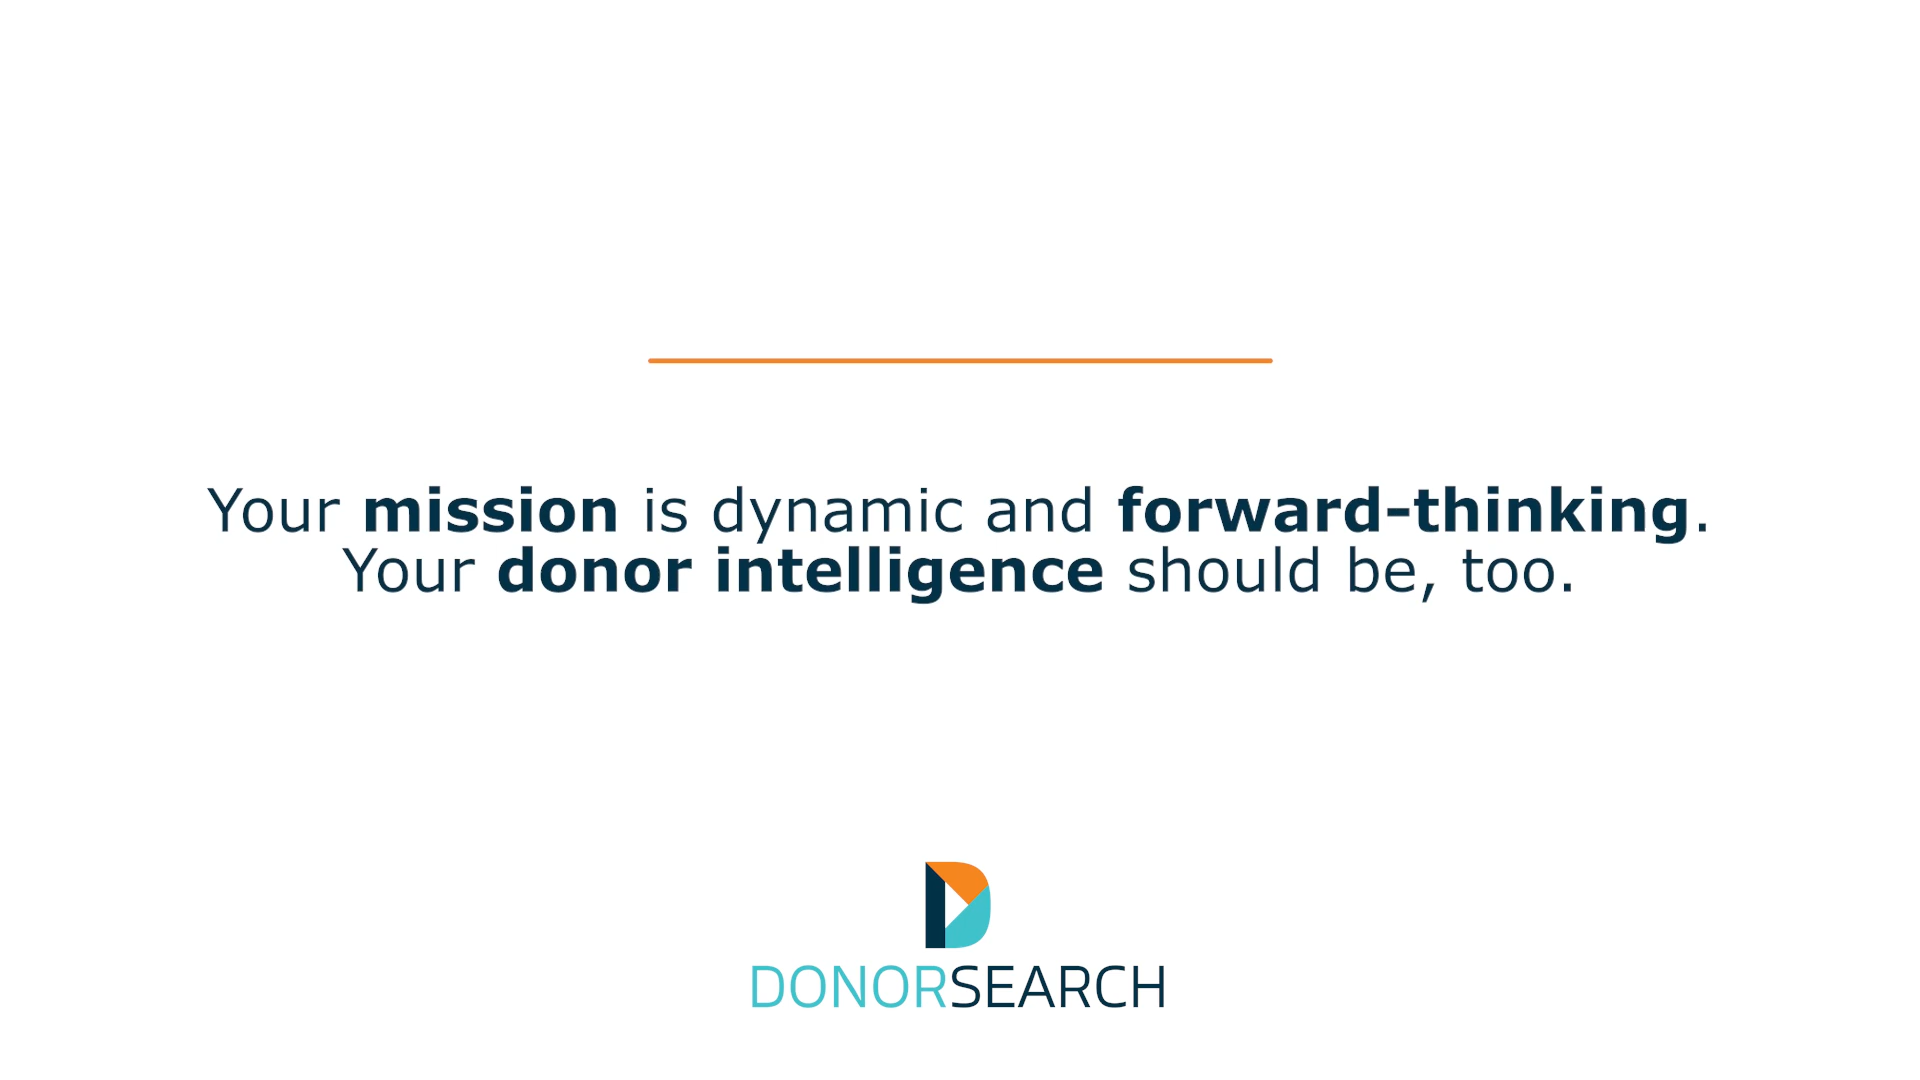 Your mission is dynamic and forward-thinking.
Your donor intelligence should be, too.
DONORSEARCH